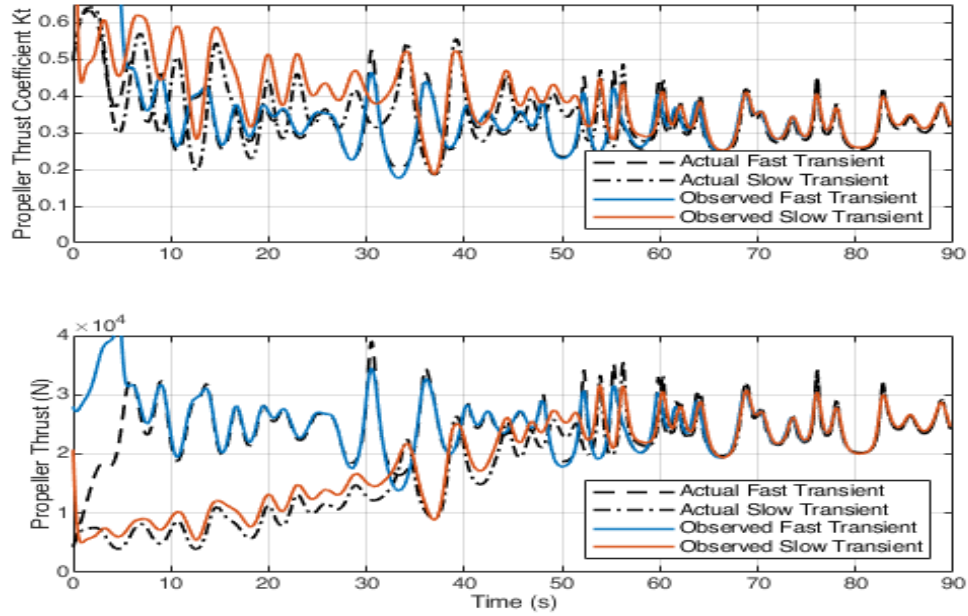 Propeller Thrust Coefficient Kt
0.6
0.5
0.4
0.3
0.2
0.1
0
0 10 20 30 40 50 60 70 80 90
Actual Fast Transient
Actual Slow Transient
Observed Fast Transient
Observed Slow Transient
Propeller Thrust (N)
×10^4
4
3
2
1
0
0 10 20 30 40 50 60 70 80 90
Time (s)
Actual Fast Transient
Actual Slow Transient
Observed Fast Transient
Observed Slow Transient